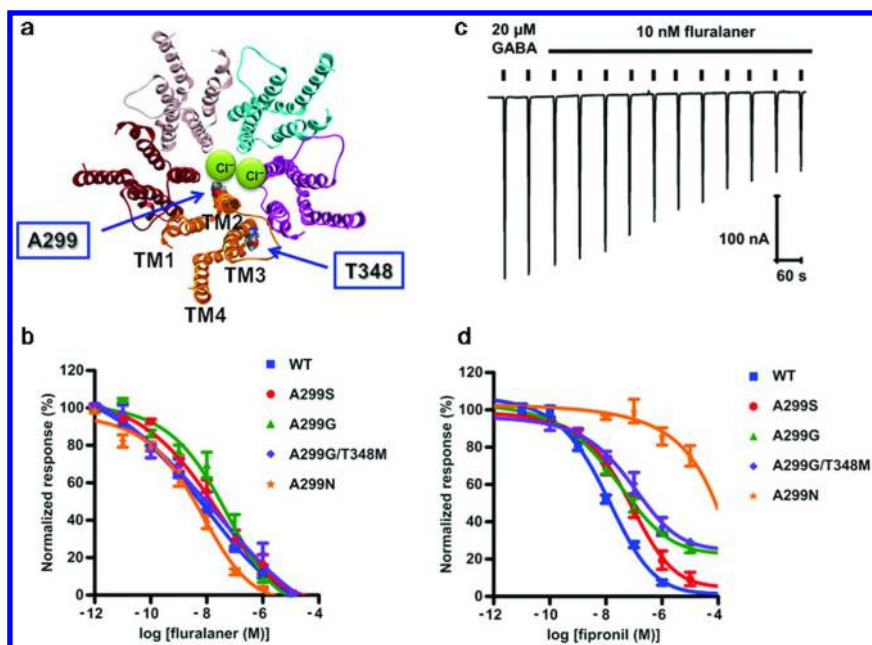 a
Cl⁻
Cl⁻
A299
TM2
TM1
TM3
T348
TM4
c
20 µM
GABA
10 nM fluralaner
100 nA
60 s
b
Normalized response (%)
120
100
80
60
40
20
0
-12
-10
-8
-6
-4
log [fluralaner (M)]
WT
A299S
A299G
A299G/T348M
A299N
d
Normalized response (%)
120
100
80
60
40
20
0
-12
-10
-8
-6
-4
log [fipronil (M)]
WT
A299S
A299G
A299G/T348M
A299N